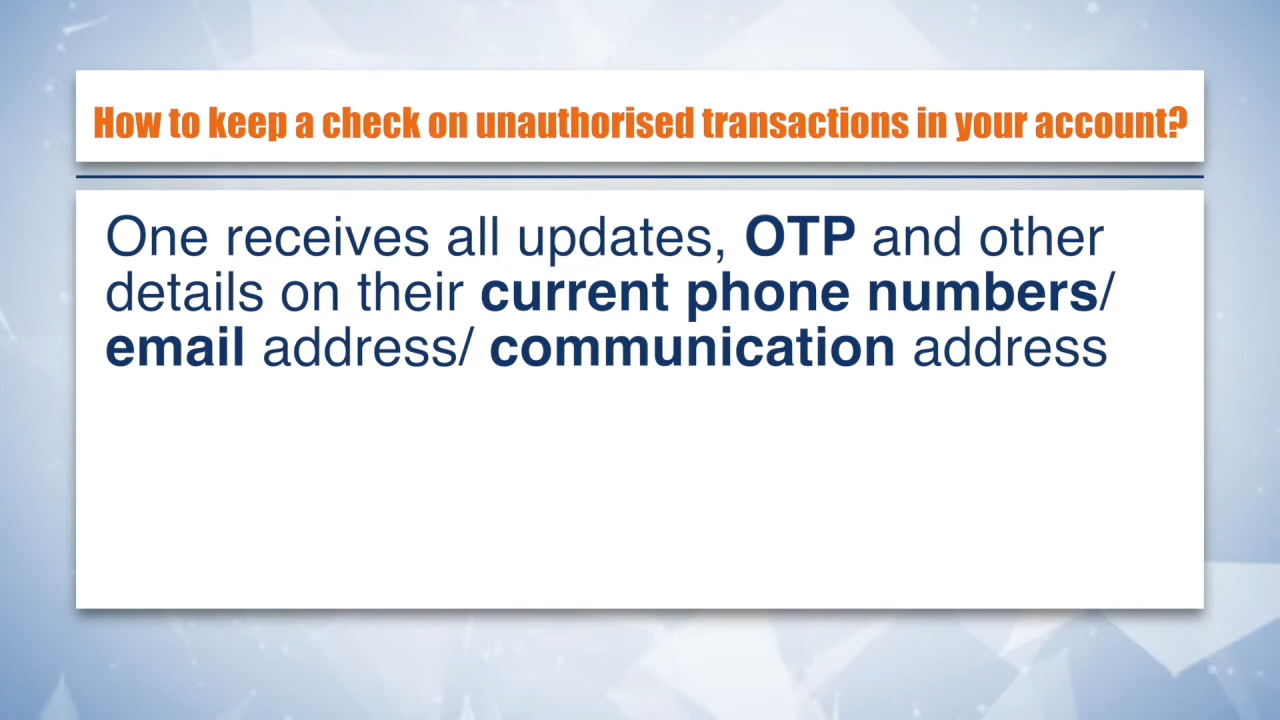 How to keep a check on unauthorised transactions in your account?
One receives all updates, OTP and other
details on their current phone numbers/
email address/ communication address